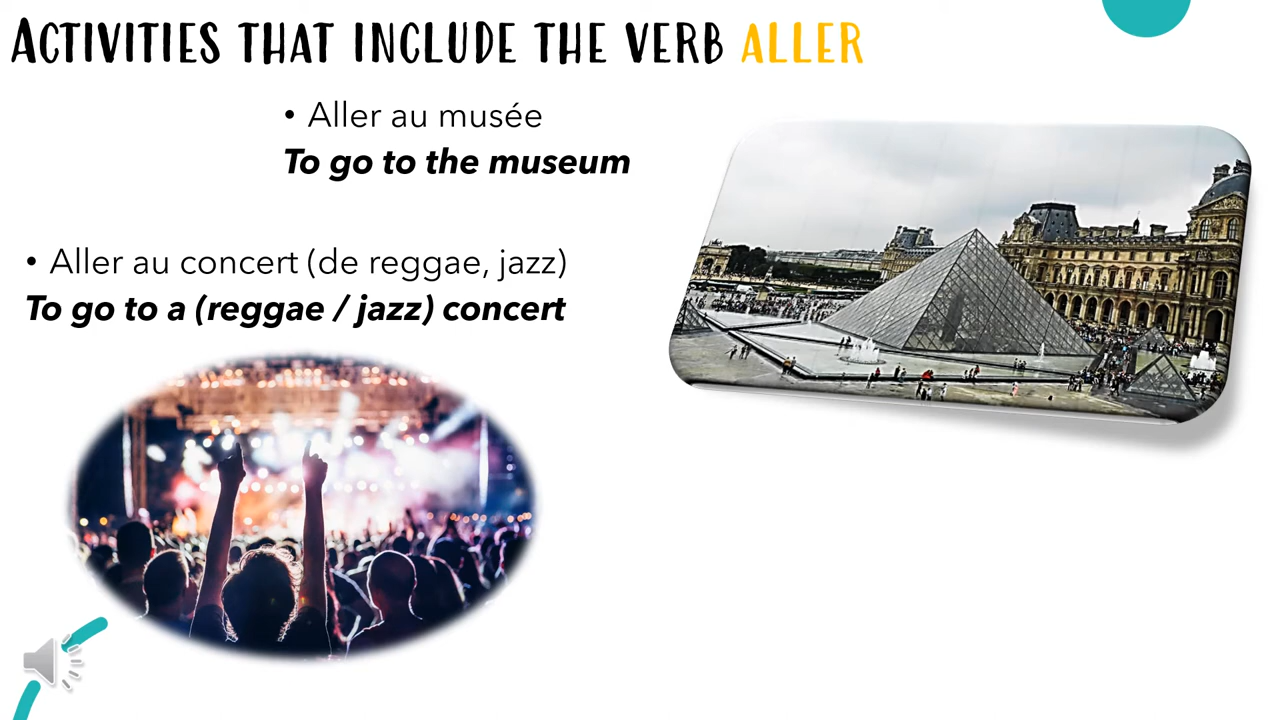 ACTIVITIES THAT INCLUDE THE VERB ALLER
• Aller au musée
To go to the museum
• Aller au concert (de reggae, jazz)
To go to a (reggae / jazz) concert